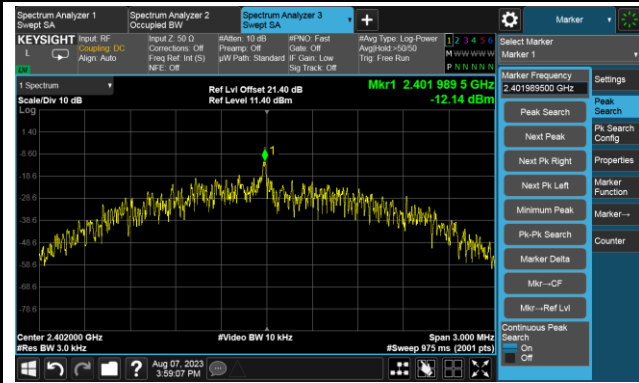 Spectrum Analyzer 1
Swept SA
Spectrum Analyzer 2
Occupied BW
Spectrum Analyzer 3
Swept SA
Marker
KEYSIGHT
L
Input: RF
Coupling: DC
Align: Auto
Input Z: 50 Ω
Corrections: Off
Freq Ref: Int (S)
NFE: Off
#Atten: 10 dB
Preamp: Off
µW Path: Standard
#PNO: Fast
Gate: Off
IF Gain: Low
Sig Track: Off
#Avg Type: Log-Power
Avg|Hold:>50/50
Trig: Free Run
1 2 3 4 5 6
M W W W W W
P N N N N N
Select Marker
Marker 1
1 Spectrum
Scale/Div 10 dB
Log
Ref Lvl Offset 21.40 dB
Ref Level 11.40 dBm
Mkr1 2.401 989 5 GHz
-12.14 dBm
1.40
-8.60
-18.6
-28.6
-38.6
-48.6
-58.6
-68.6
-78.6
1
Center 2.402000 GHz
#Res BW 3.0 kHz
#Video BW 10 kHz
Span 3.000 MHz
#Sweep 975 ms (2001 pts)
Marker Frequency
2.401989500 GHz
Peak Search
Next Peak
Next Pk Right
Next Pk Left
Minimum Peak
Pk-Pk Search
Marker Delta
Mkr→CF
Mkr→Ref Lvl
Continuous Peak
Search
On
Off
Settings
Peak
Search
Pk Search
Config
Properties
Marker
Function
Marker→
Counter
Aug 07, 2023
3:59:07 PM